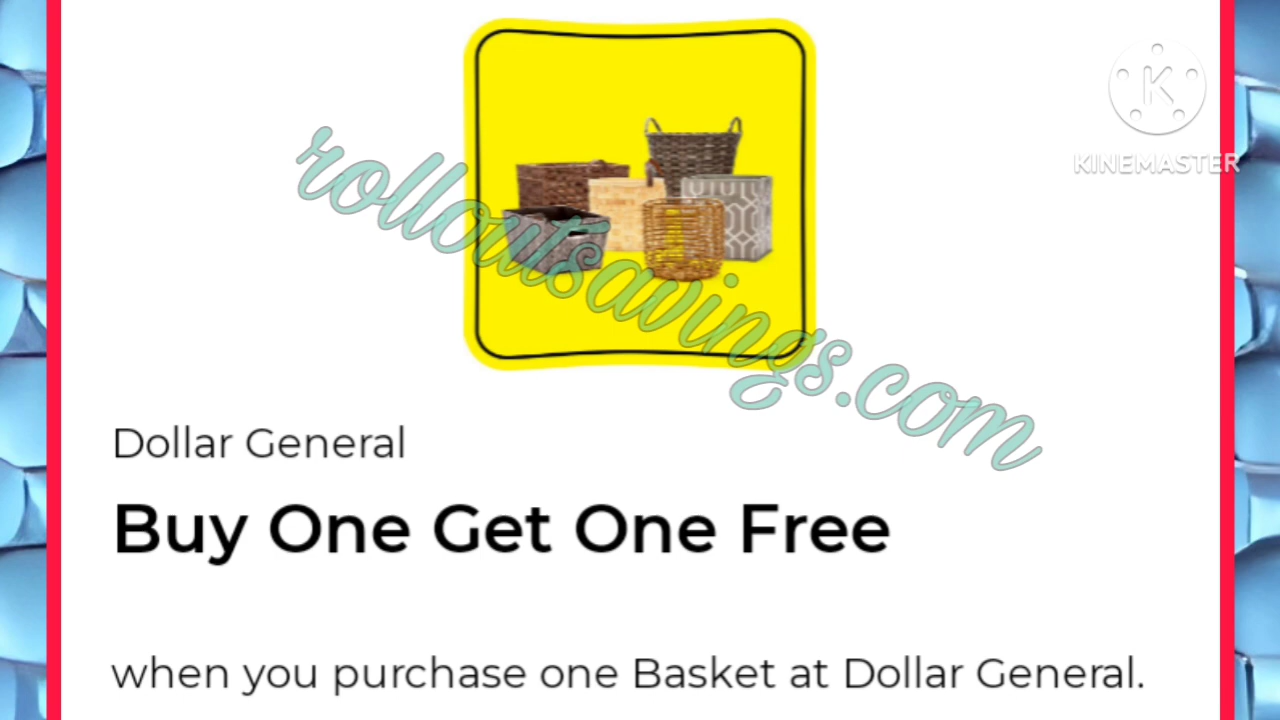 KINEMASTER
rolloutsavings.com
Dollar General
Buy One Get One Free
when you purchase one Basket at Dollar General.